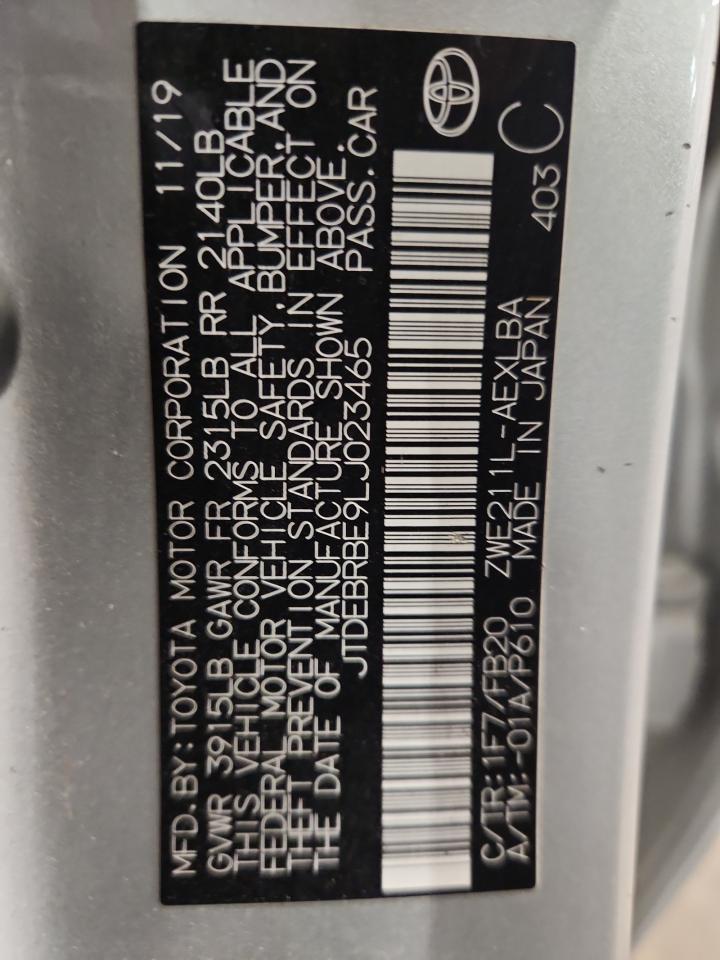 MFD.BY:TOYOTA MOTOR CORPORATION 11/19
GVWR 3915LB GAWR FR 2315LB RR 2140LB
THIS VEHICLE CONFORMS TO ALL APPLICABLE
FEDERAL MOTOR VEHICLE SAFETY,BUMPER,AND
THEFT PREVENTION STANDARDS IN EFFECT ON
THE DATE OF MANUFACTURE SHOWN ABOVE.
JTDEBRBE9LJ023465 PASS.CAR
C/TR:1F7/FB20 ZWE211L-AEXLBA 403
A/TM:-01A/P610 MADE IN JAPAN
C